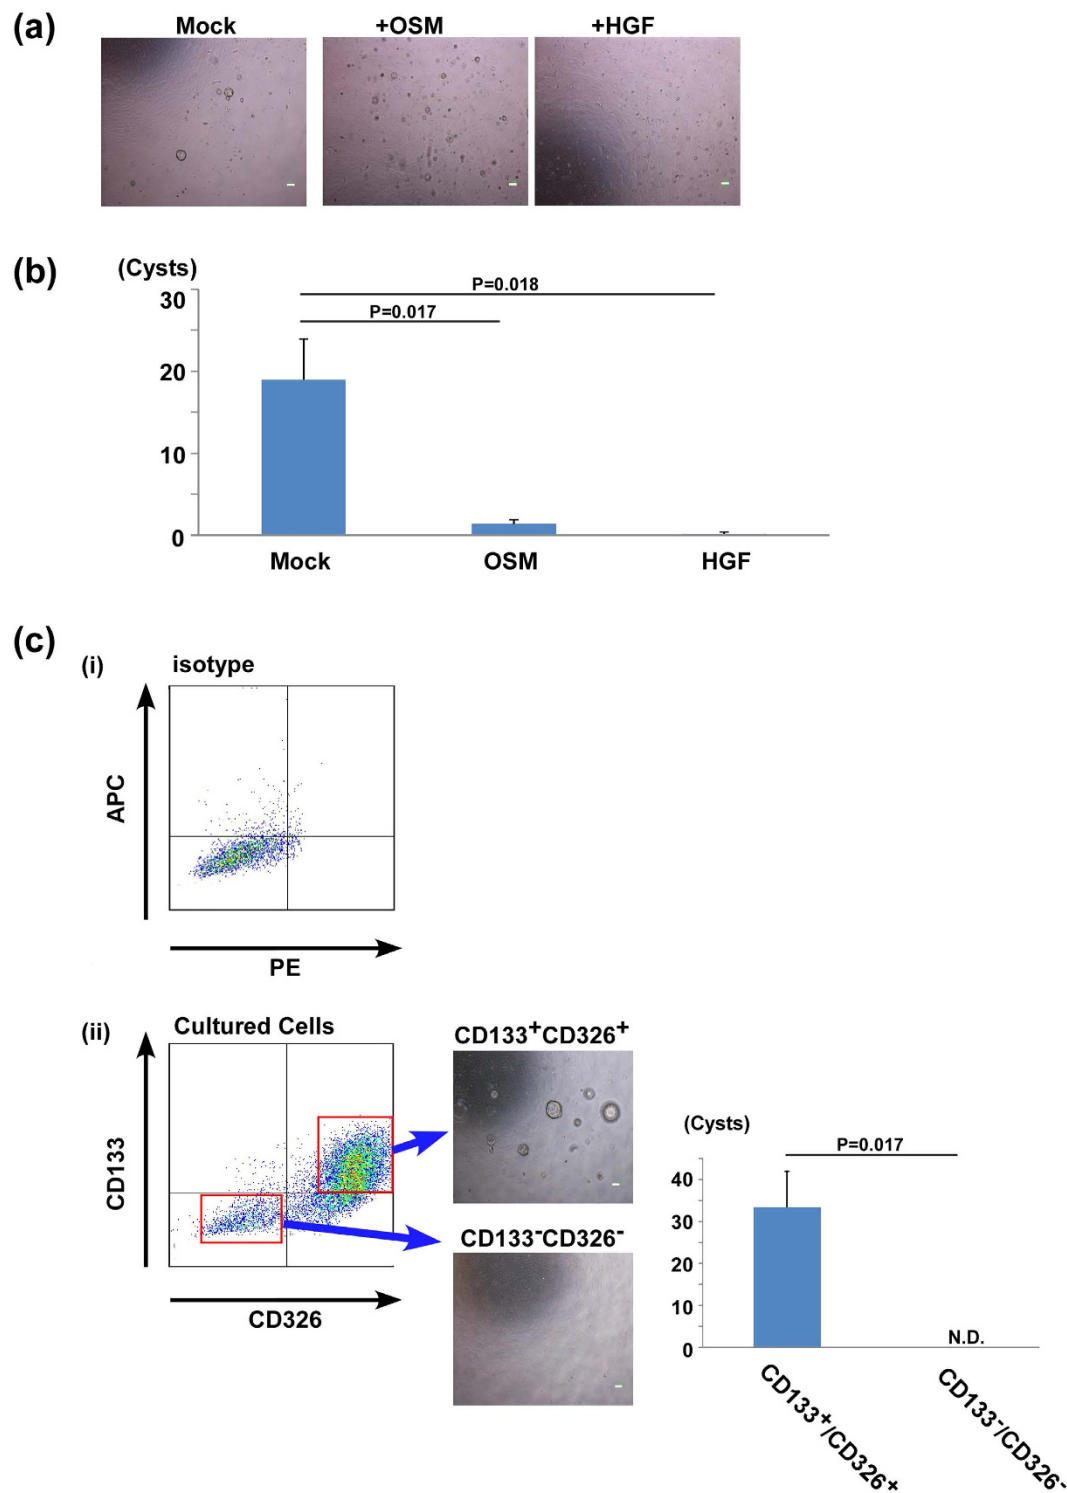 (a)
Mock
+OSM
+HGF
(b)
(Cysts)
P=0.018
P=0.017
30
20
10
0
Mock
OSM
HGF
(c)
(i)
isotype
APC
PE
(ii)
Cultured Cells
CD133
CD326
CD133⁺CD326⁺
CD133⁻CD326⁻
(Cysts)
P=0.017
40
30
20
10
0
N.D.
CD133⁺/CD326⁺
CD133⁻/CD326⁻